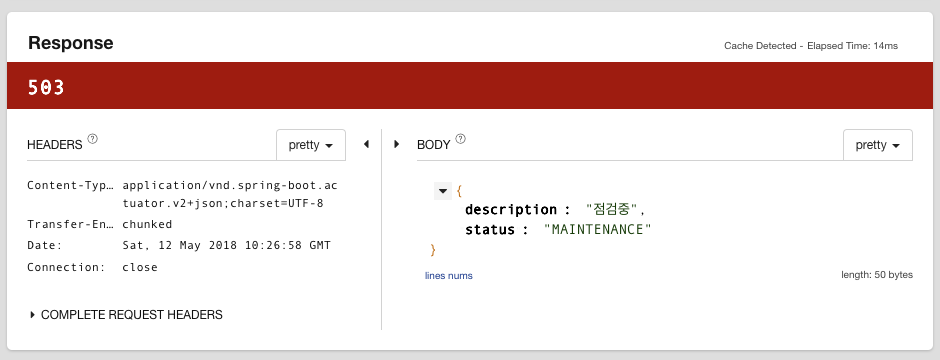 Response
Cache Detected - Elapsed Time: 14ms
503
HEADERS ?
pretty
Content-Typ… application/vnd.spring-boot.ac
tuator.v2+json;charset=UTF-8
Transfer-En… chunked
Date: Sat, 12 May 2018 10:26:58 GMT
Connection: close
COMPLETE REQUEST HEADERS
BODY ?
pretty
{
description : "점검중",
status : "MAINTENANCE"
}
lines nums
length: 50 bytes